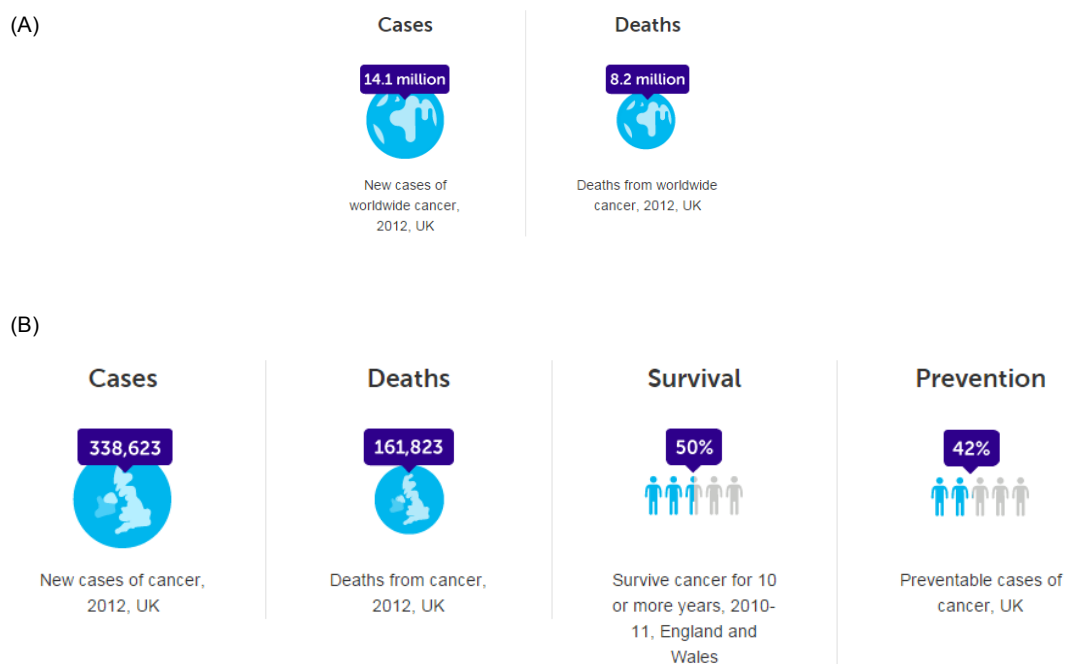 (A)
Cases
14.1 million
New cases of
worldwide cancer,
2012, UK
Deaths
8.2 million
Deaths from worldwide
cancer, 2012, UK
(B)
Cases
338,623
New cases of cancer,
2012, UK
Deaths
161,823
Deaths from cancer,
2012, UK
Survival
50%
Survive cancer for 10
or more years, 2010-
11, England and
Wales
Prevention
42%
Preventable cases of
cancer, UK